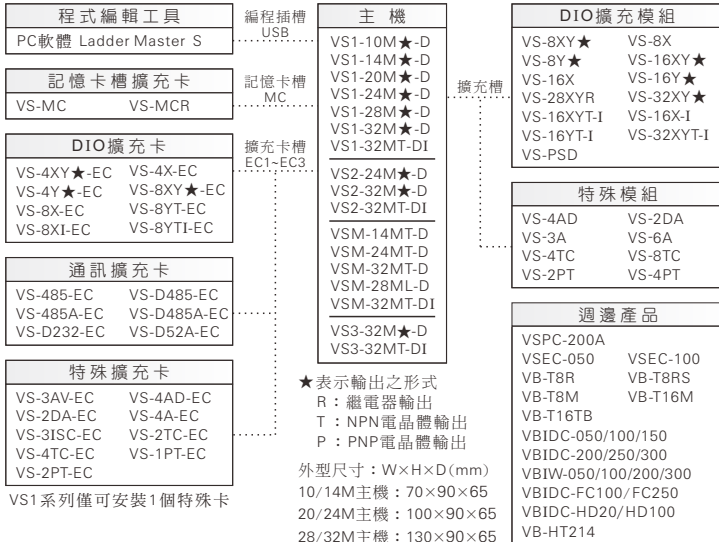 程式編輯工具
PC軟體 Ladder Master S
記憶卡槽擴充卡
VS-MC VS-MCR
DIO擴充卡
VS-4XY★-EC VS-4X-EC
VS-4Y★-EC VS-8XY★-EC
VS-8X-EC VS-8YT-EC
VS-8XI-EC VS-8YTI-EC
通訊擴充卡
VS-485-EC VS-D485-EC
VS-485A-EC VS-D485A-EC
VS-D232-EC VS-D52A-EC
特殊擴充卡
VS-3AV-EC VS-4AD-EC
VS-2DA-EC VS-4A-EC
VS-3ISC-EC VS-2TC-EC
VS-4TC-EC VS-1PT-EC
VS-2PT-EC
VS1系列僅可安裝1個特殊卡
編程插槽
USB
記憶卡槽
MC
擴充卡槽
EC1~EC3
主機
VS1-10M★-D
VS1-14M★-D
VS1-20M★-D
VS1-24M★-D
VS1-28M★-D
VS1-32M★-D
VS1-32MT-DI
VS2-24M★-D
VS2-32M★-D
VS2-32MT-DI
VSM-14MT-D
VSM-24MT-D
VSM-32MT-D
VSM-28ML-D
VSM-32MT-DI
VS3-32M★-D
VS3-32MT-DI
★表示輸出之形式
R：繼電器輸出
T：NPN電晶體輸出
P：PNP電晶體輸出
外型尺寸：W×H×D(mm)
10/14M主機：70×90×65
20/24M主機：100×90×65
28/32M主機：130×90×65
擴充槽
DIO擴充模組
VS-8XY★ VS-8X
VS-8Y★ VS-16XY★
VS-16X VS-16Y★
VS-28XYR VS-32XY★
VS-16XYT-I VS-16X-I
VS-16YT-I VS-32XYT-I
VS-PSD
特殊模組
VS-4AD VS-2DA
VS-3A VS-6A
VS-4TC VS-8TC
VS-2PT VS-4PT
週邊產品
VSPC-200A
VSEC-050 VSEC-100
VB-T8R VB-T8RS
VB-T8M VB-T16M
VB-T16TB
VBIDC-050/100/150
VBIDC-200/250/300
VBIW-050/100/200/300
VBIDC-FC100/FC250
VBIDC-HD20/HD100
VB-HT214